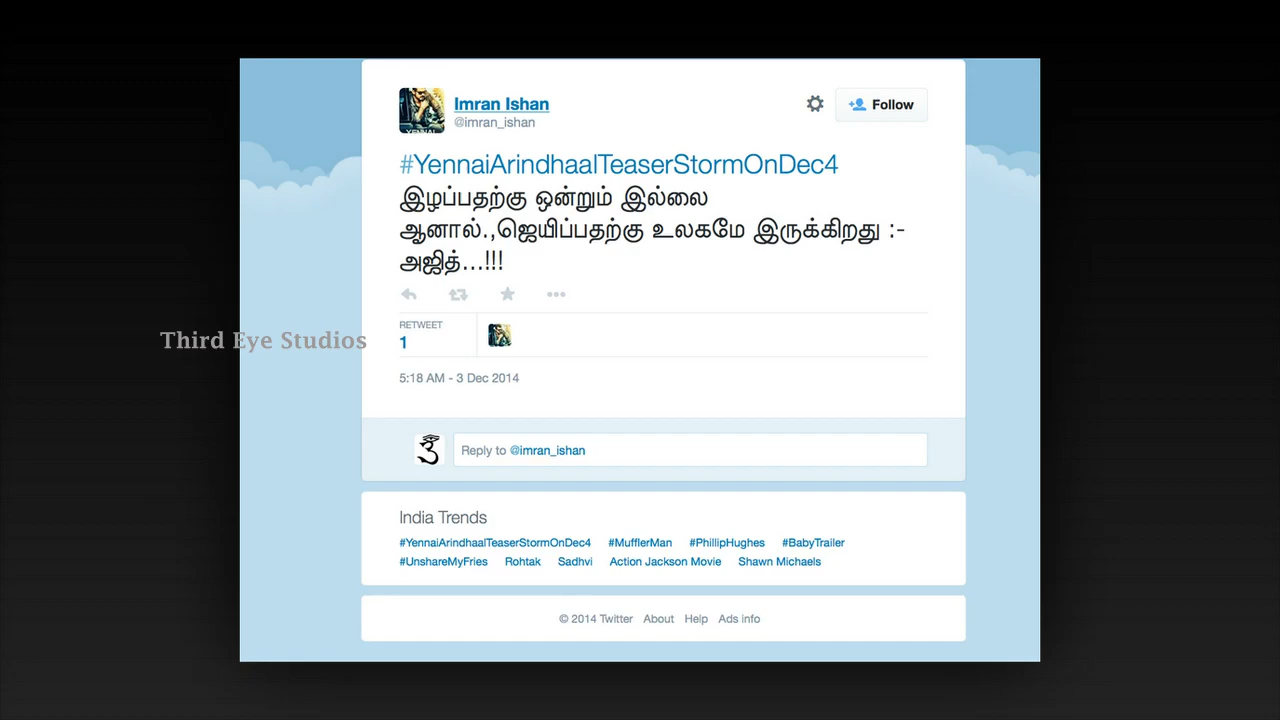 Imran Ishan
@imran_ishan
Follow
#YennaiArindhaalTeaserStormOnDec4
இழப்பதற்கு ஒன்றும் இல்லை
ஆனால்.,ஜெயிப்பதற்கு உலகமே இருக்கிறது :-
அஜித்...!!!
RETWEET
1
Third Eye Studios
5:18 AM - 3 Dec 2014
Reply to @imran_ishan
India Trends
#YennaiArindhaalTeaserStormOnDec4 #MufflerMan #PhillipHughes #BabyTrailer
#UnshareMyFries Rohtak Sadhvi Action Jackson Movie Shawn Michaels
© 2014 Twitter About Help Ads info